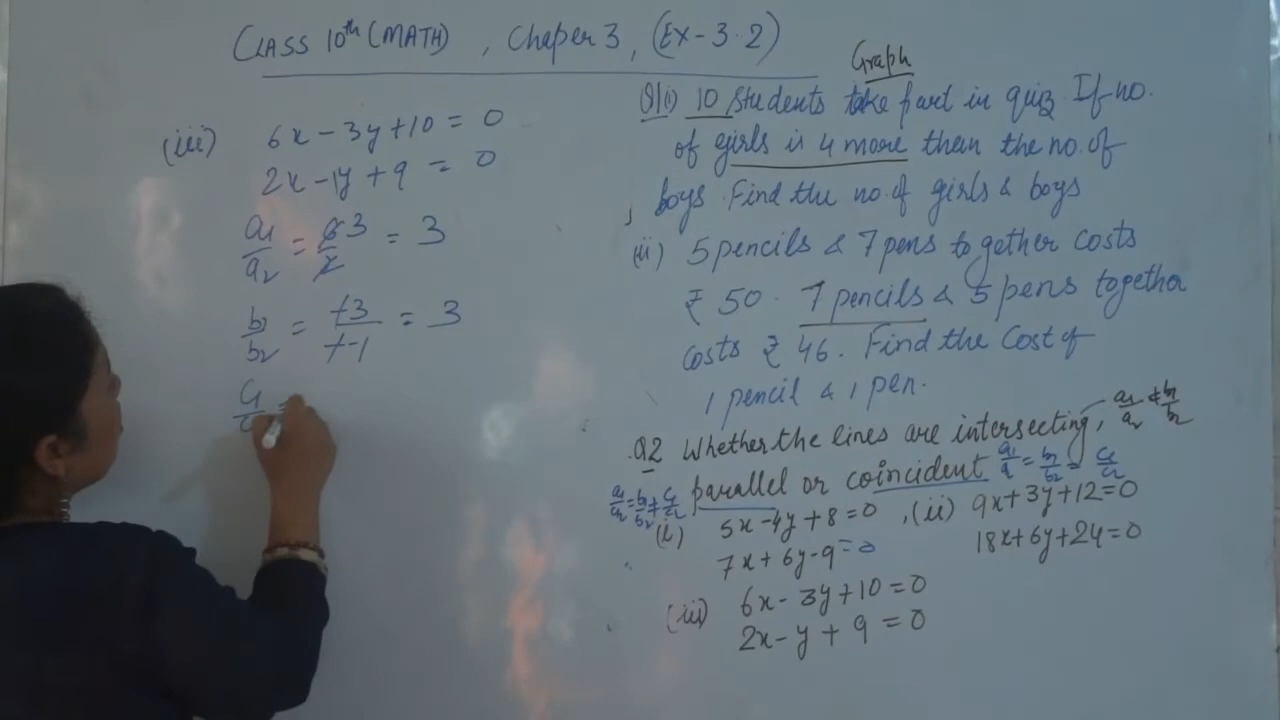 CLASS 10th (MATH) , Chaper 3 , (Ex - 3.2)
(iii) 6x - 3y + 10 = 0
2x - 1y + 9 = 0
a1/a2 = 6/2 3 = 3
b1/b2 = -3/-1 = 3
c1/c2 =
Graph
Q1(i) 10 Students take part in quiz If no.
of girls is 4 more than the no. of
boys. Find the no. of girls & boys
(ii) 5 pencils & 7 pens together costs
₹ 50. 7 pencils & 5 pens together
costs ₹ 46. Find the cost of
1 pencil & 1 pen.
Q2 Whether the lines are intersecting, a1/a2 ≠ b1/b2
parallel or coincident a1/a = b1/b2 = c1/c2
a1/a2 = b1/b2 ≠ c1/c2
(i) 5x - 4y + 8 = 0 , (ii) 9x + 3y + 12 = 0
7x + 6y - 9 = 0 18x + 6y + 24 = 0
(iii) 6x - 3y + 10 = 0
2x - y + 9 = 0